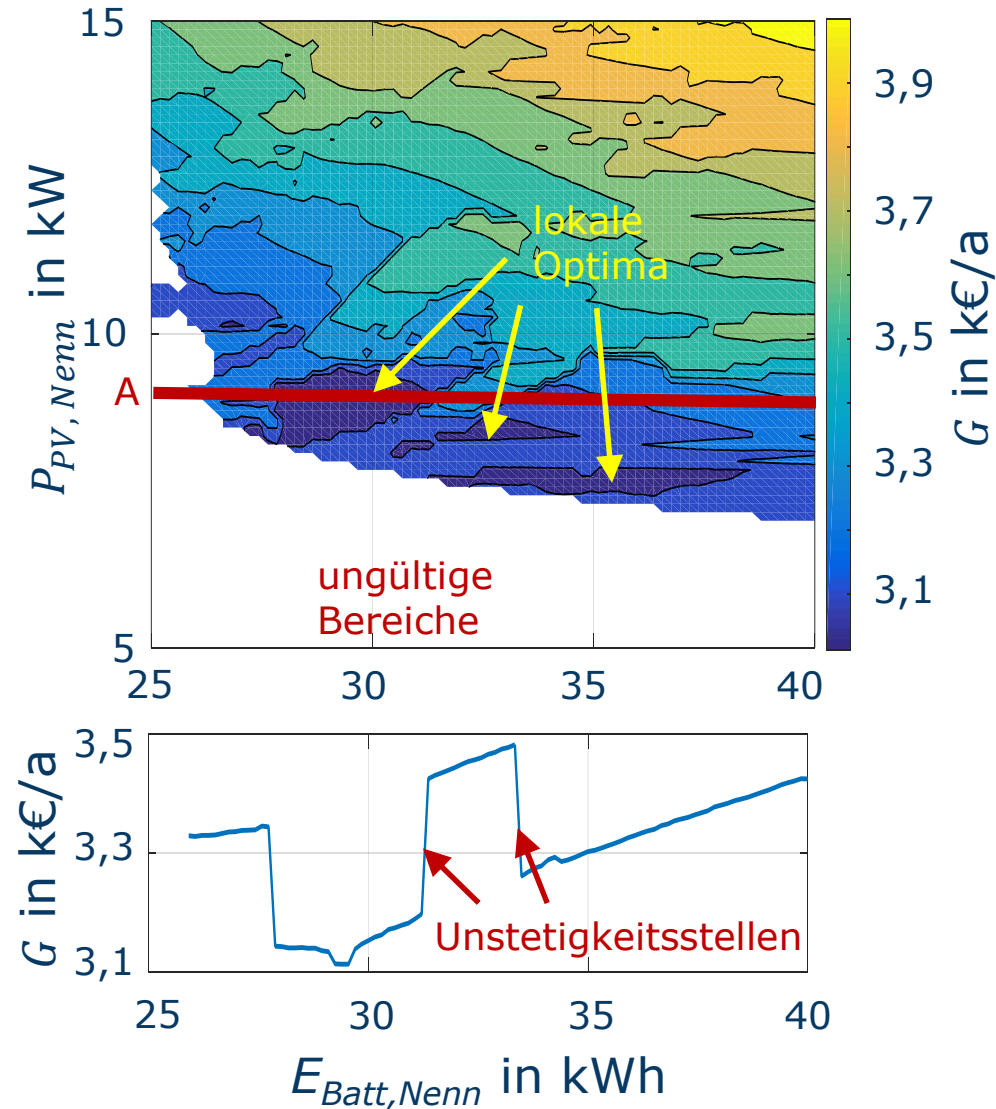 15
10
5
P_PV, Nenn in kW
A
lokale
Optima
ungültige
Bereiche
25
30
35
40
3,9
3,7
3,5
3,3
3,1
G in k€/a
3,5
3,3
3,1
G in k€/a
Unstetigkeitsstellen
25
30
35
40
E_Batt,Nenn in kWh